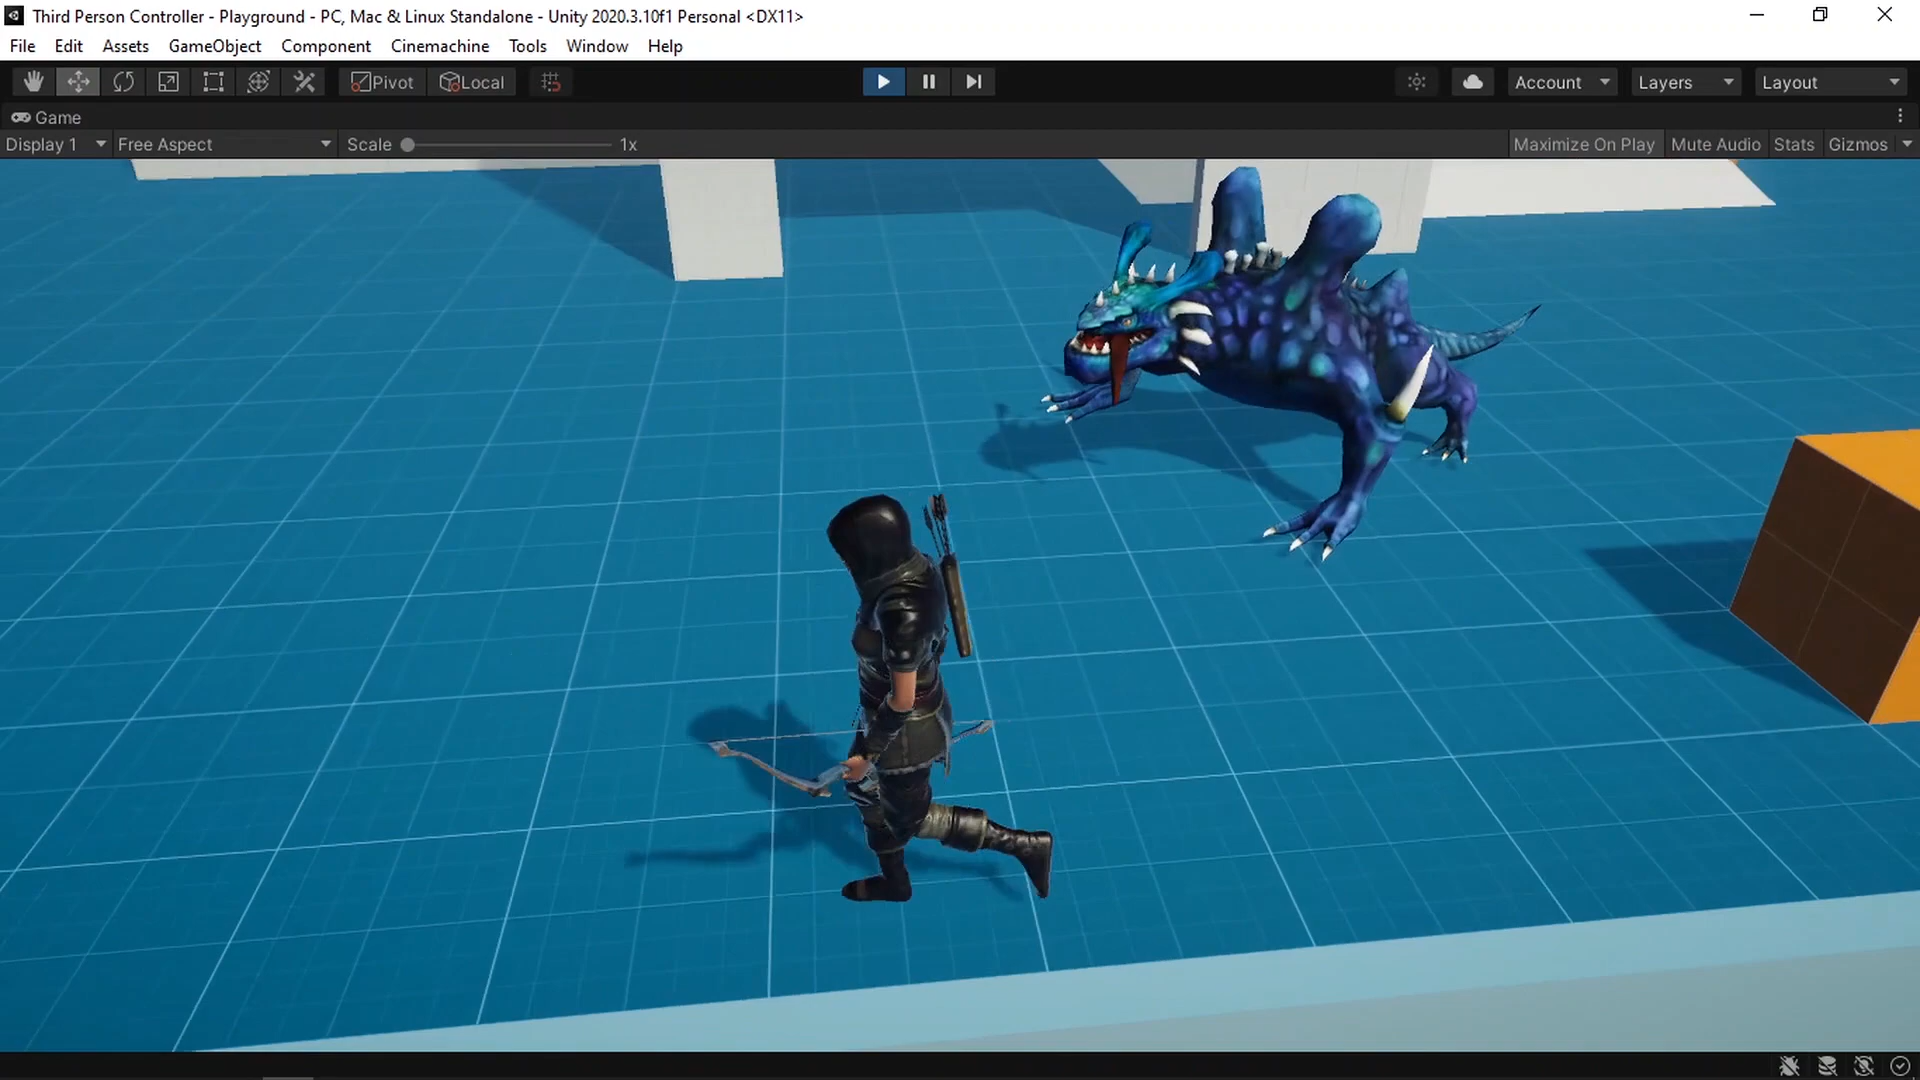 Third Person Controller - Playground - PC, Mac & Linux Standalone - Unity 2020.3.10f1 Personal <DX11>
File Edit Assets GameObject Component Cinemachine Tools Window Help
Pivot Local Account Layers Layout
Game
Display 1 Free Aspect Scale 1x Maximize On Play Mute Audio Stats Gizmos